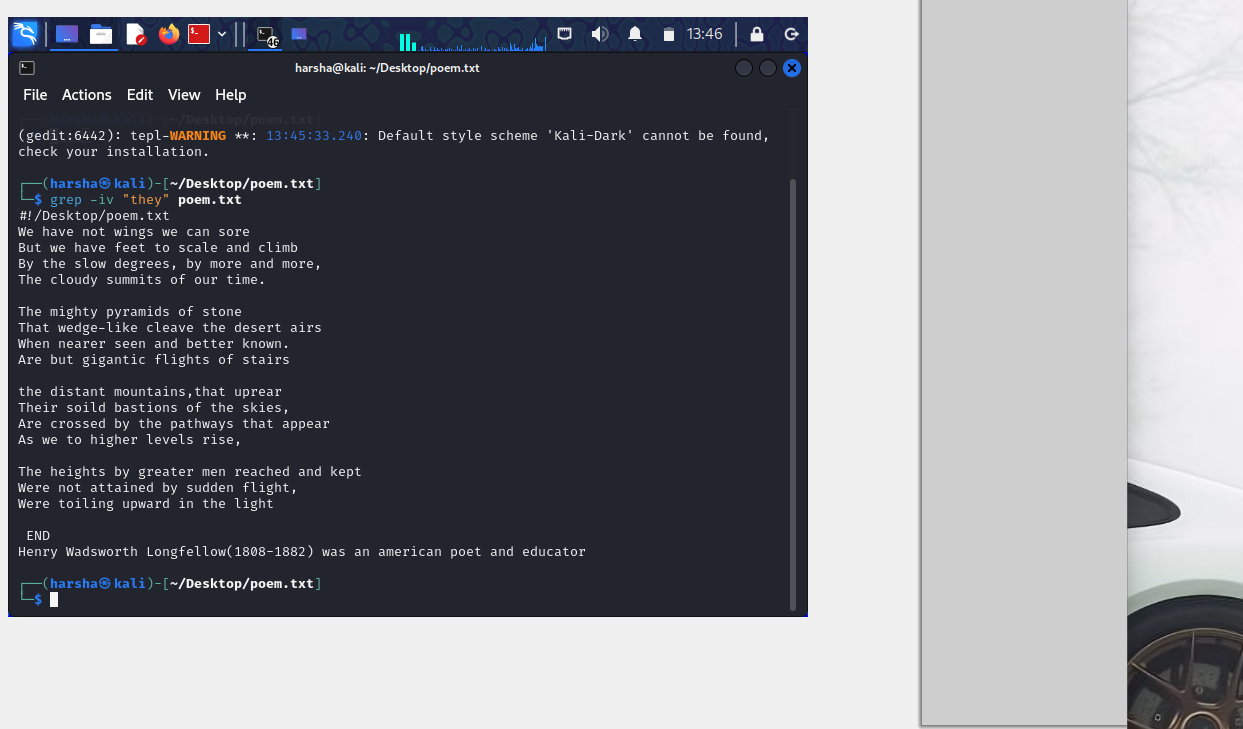 13:46
harsha@kali: ~/Desktop/poem.txt
File Actions Edit View Help
(gedit:6442): tepl-WARNING **: 13:45:33.240: Default style scheme 'Kali-Dark' cannot be found,
check your installation.
┌──(harsha㉿kali)-[~/Desktop/poem.txt]
└─$ grep -iv "they" poem.txt
#!/Desktop/poem.txt
We have not wings we can sore
But we have feet to scale and climb
By the slow degrees, by more and more,
The cloudy summits of our time.
The mighty pyramids of stone
That wedge-like cleave the desert airs
When nearer seen and better known.
Are but gigantic flights of stairs
the distant mountains,that uprear
Their soild bastions of the skies,
Are crossed by the pathways that appear
As we to higher levels rise,
The heights by greater men reached and kept
Were not attained by sudden flight,
Were toiling upward in the light
END
Henry Wadsworth Longfellow(1808-1882) was an american poet and educator
┌──(harsha㉿kali)-[~/Desktop/poem.txt]
└─$